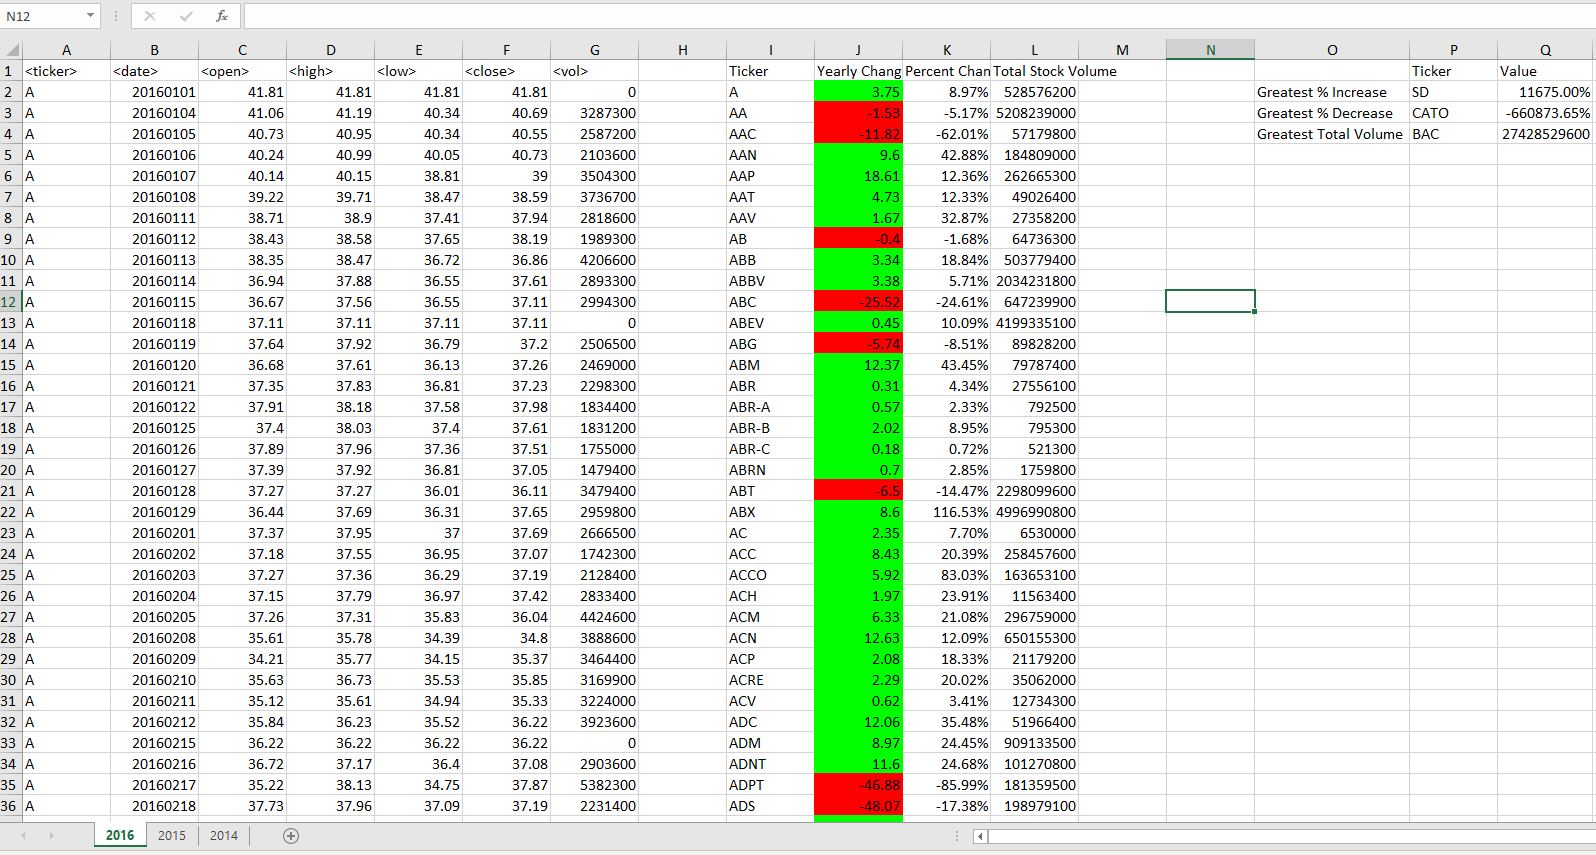 N12 fx
A B C D E F G H I J K L M N O P Q
1 <ticker> <date> <open> <high> <low> <close> <vol> Ticker Yearly Chang Percent Chan Total Stock Volume Ticker Value
2 A 20160101 41.81 41.81 41.81 41.81 0 A 3.75 8.97% 528576200 Greatest % Increase SD 11675.00%
3 A 20160104 41.06 41.19 40.34 40.69 3287300 AA -1.53 -5.17% 5208239000 Greatest % Decrease CATO -660873.65%
4 A 20160105 40.73 40.95 40.34 40.55 2587200 AAC -11.82 -62.01% 57179800 Greatest Total Volume BAC 27428529600
5 A 20160106 40.24 40.99 40.05 40.73 2103600 AAN 9.6 42.88% 184809000
6 A 20160107 40.14 40.15 38.81 39 3504300 AAP 18.61 12.36% 262665300
7 A 20160108 39.22 39.71 38.47 38.59 3736700 AAT 4.73 12.33% 49026400
8 A 20160111 38.71 38.9 37.41 37.94 2818600 AAV 1.67 32.87% 27358200
9 A 20160112 38.43 38.58 37.65 38.19 1989300 AB -0.4 -1.68% 64736300
10 A 20160113 38.35 38.47 36.72 36.86 4206600 ABB 3.34 18.84% 503779400
11 A 20160114 36.94 37.88 36.55 37.61 2893300 ABBV 3.38 5.71% 2034231800
12 A 20160115 36.67 37.56 36.55 37.11 2994300 ABC -25.52 -24.61% 647239900
13 A 20160118 37.11 37.11 37.11 37.11 0 ABEV 0.45 10.09% 4199335100
14 A 20160119 37.64 37.92 36.79 37.2 2506500 ABG -5.74 -8.51% 89828200
15 A 20160120 36.68 37.61 36.13 37.26 2469000 ABM 12.37 43.45% 79787400
16 A 20160121 37.35 37.83 36.81 37.23 2298300 ABR 0.31 4.34% 27556100
17 A 20160122 37.91 38.18 37.58 37.98 1834400 ABR-A 0.57 2.33% 792500
18 A 20160125 37.4 38.03 37.4 37.61 1831200 ABR-B 2.02 8.95% 795300
19 A 20160126 37.89 37.96 37.36 37.51 1755000 ABR-C 0.18 0.72% 521300
20 A 20160127 37.39 37.92 36.81 37.05 1479400 ABRN 0.7 2.85% 1759800
21 A 20160128 37.27 37.27 36.01 36.11 3479400 ABT -6.5 -14.47% 2298099600
22 A 20160129 36.44 37.69 36.31 37.65 2959800 ABX 8.6 116.53% 4996990800
23 A 20160201 37.37 37.95 37 37.69 2666500 AC 2.35 7.70% 6530000
24 A 20160202 37.18 37.55 36.95 37.07 1742300 ACC 8.43 20.39% 258457600
25 A 20160203 37.27 37.36 36.29 37.19 2128400 ACCO 5.92 83.03% 163653100
26 A 20160204 37.15 37.79 36.97 37.42 2833400 ACH 1.97 23.91% 11563400
27 A 20160205 37.26 37.31 35.83 36.04 4424600 ACM 6.33 21.08% 296759000
28 A 20160208 35.61 35.78 34.39 34.8 3888600 ACN 12.63 12.09% 650155300
29 A 20160209 34.21 35.77 34.15 35.37 3464400 ACP 2.08 18.33% 21179200
30 A 20160210 35.63 36.73 35.53 35.85 3169900 ACRE 2.29 20.02% 35062000
31 A 20160211 35.12 35.61 34.94 35.33 3224000 ACV 0.62 3.41% 12734300
32 A 20160212 35.84 36.23 35.52 36.22 3923600 ADC 12.06 35.48% 51966400
33 A 20160215 36.22 36.22 36.22 36.22 0 ADM 8.97 24.45% 909133500
34 A 20160216 36.72 37.17 36.4 37.08 2903600 ADNT 11.6 24.68% 101270800
35 A 20160217 35.22 38.13 34.75 37.87 5382300 ADPT -46.88 -85.99% 181359500
36 A 20160218 37.73 37.96 37.09 37.19 2231400 ADS -48.07 -17.38% 198979100
2016 2015 2014